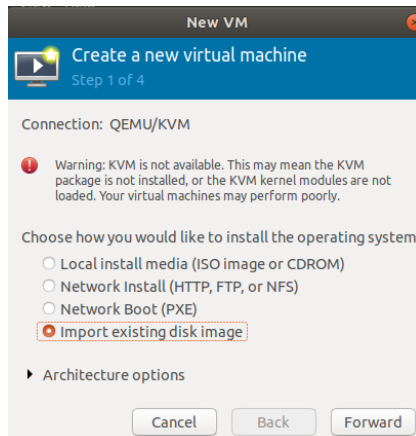 New VM
Create a new virtual machine
Step 1 of 4
Connection: QEMU/KVM
Warning: KVM is not available. This may mean the KVM
package is not installed, or the KVM kernel modules are not
loaded. Your virtual machines may perform poorly.
Choose how you would like to install the operating system
Local install media (ISO image or CDROM)
Network Install (HTTP, FTP, or NFS)
Network Boot (PXE)
Import existing disk image
Architecture options
Cancel
Back
Forward